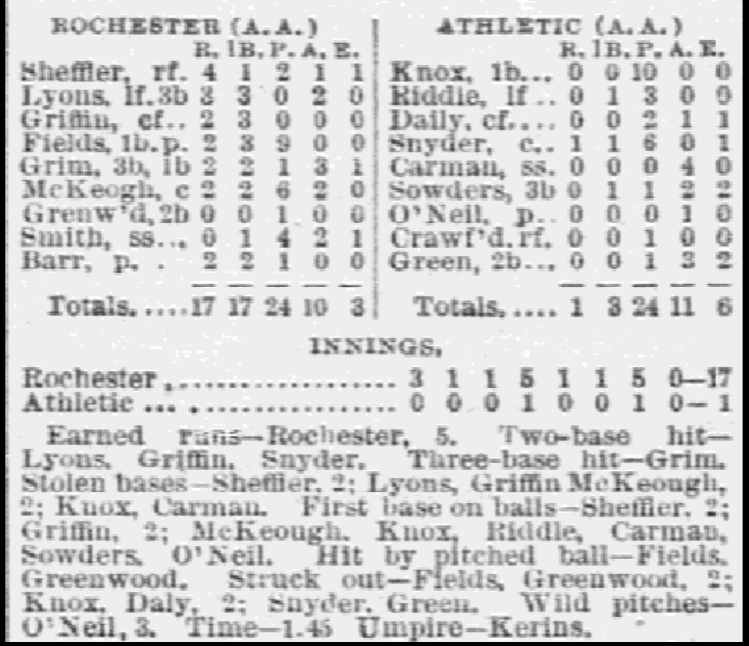 ROCHESTER (A.A.)
R. 1B. P. A. E.
Sheffler, rf. 4 1 2 1 1
Lyons, lf. 3b 3 3 0 2 0
Griffin, cf.. 2 3 0 0 0
Fields, 1b.p. 2 3 9 0 0
Grim, 3b, 1b 2 2 1 3 1
McKeogh, c 2 2 6 2 0
Grenw'd, 2b 0 0 1 0 0
Smith, ss... 0 1 4 2 1
Barr, p. . 2 2 1 0 0
Totals.....17 17 24 10 3
ATHLETIC (A.A.)
R. 1B. P. A. E.
Knox, 1b... 0 0 10 0 0
Riddle, lf .. 0 1 3 0 0
Daily, cf.... 0 0 2 1 1
Snyder, c.. 1 1 6 0 1
Carman, ss. 0 0 0 4 0
Sowders, 3b 0 1 1 2 2
O'Neil, p.. 0 0 0 1 0
Crawf'd. rf. 0 0 1 0 0
Green, 2b... 0 0 1 3 2
Totals..... 1 3 24 11 6
INNINGS.
Rochester .................. 3 1 1 5 1 1 5 0—17
Athletic ... ................. 0 0 0 1 0 0 1 0— 1
Earned runs—Rochester, 5. Two-base hit—
Lyons, Griffin, Snyder. Three-base hit—Grim.
Stolen bases—Sheffler, 2; Lyons, Griffin McKeough,
2; Knox, Carman. First base on balls—Sheffler, 2;
Griffin, 2; McKeough. Knox, Riddle, Carman,
Sowders, O'Neil. Hit by pitched ball—Fields,
Greenwood. Struck out—Fields, Greenwood, 2;
Knox, Daly, 2; Snyder. Green. Wild pitches—
O'Neil, 3. Time—1.45 Umpire—Kerins.